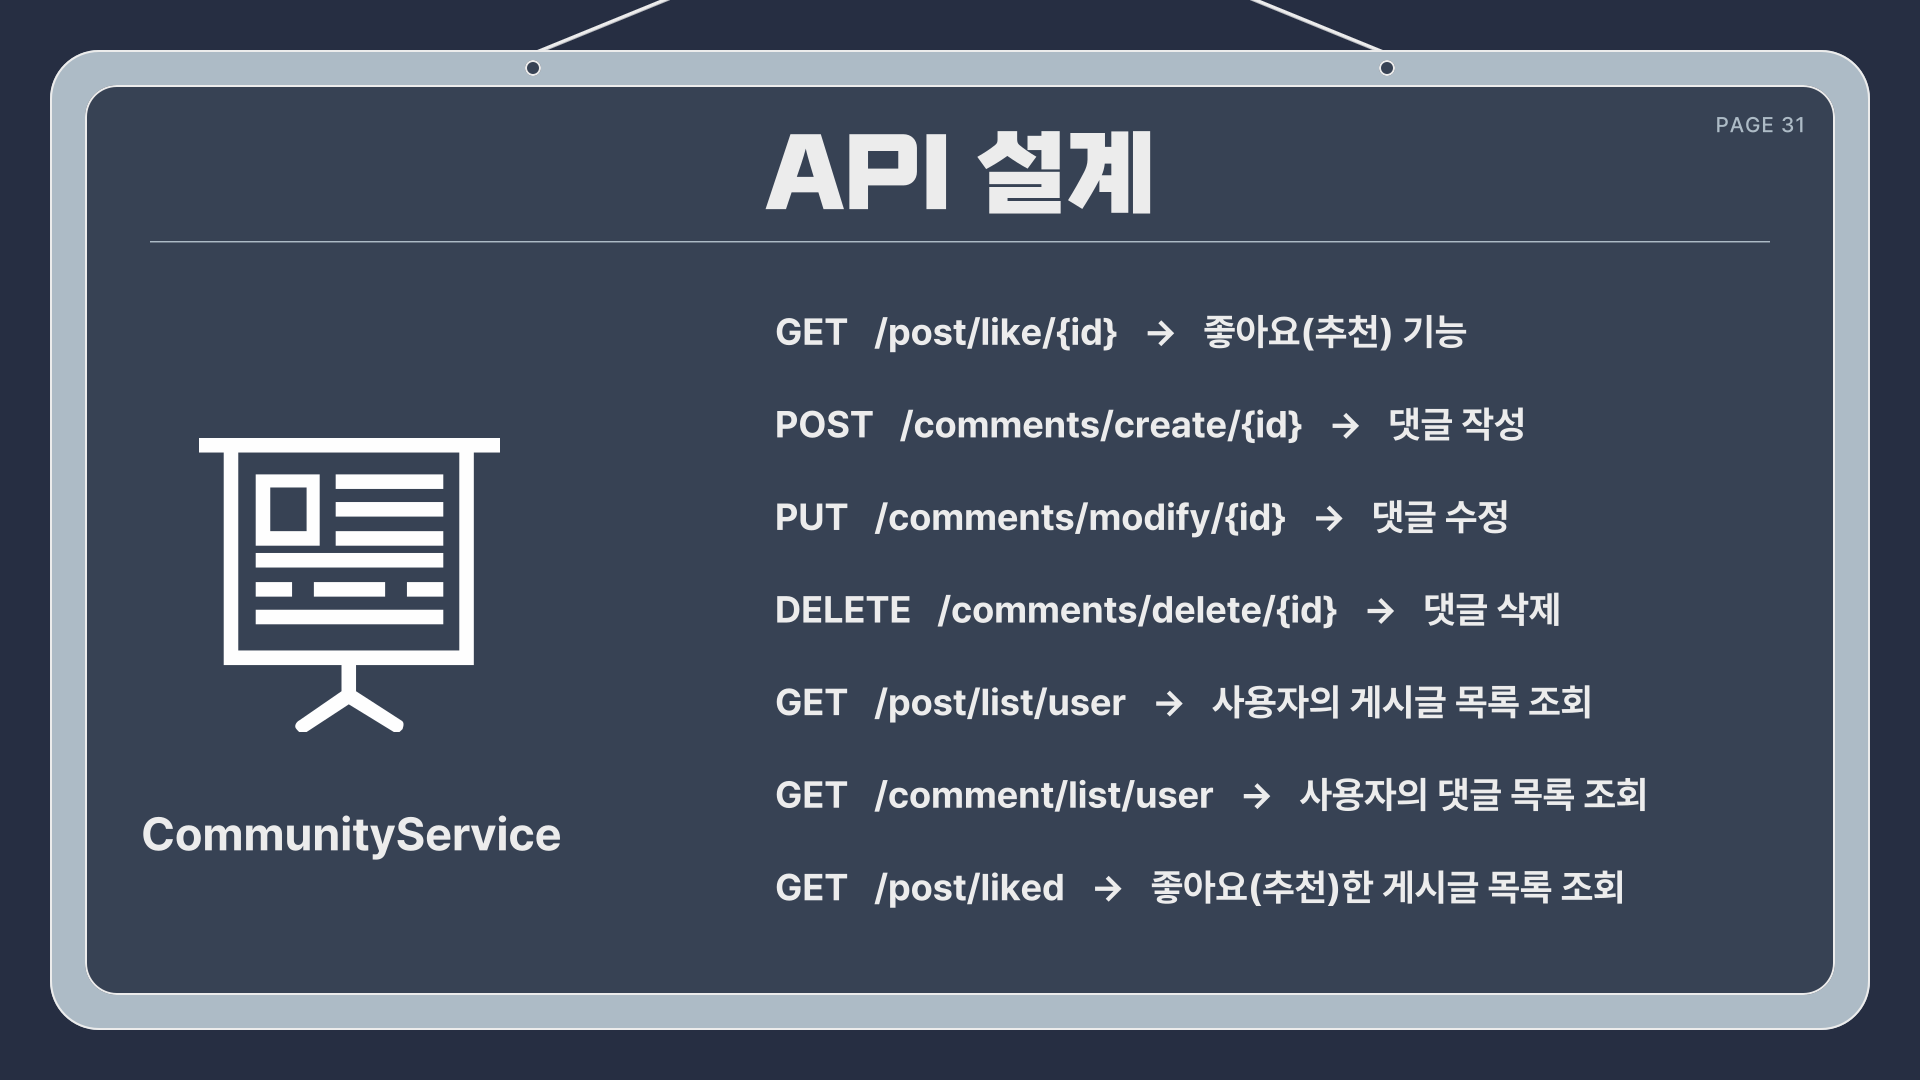 PAGE 31
API 설계
GET /post/like/{id} → 좋아요(추천) 기능
POST /comments/create/{id} → 댓글 작성
PUT /comments/modify/{id} → 댓글 수정
DELETE /comments/delete/{id} → 댓글 삭제
GET /post/list/user → 사용자의 게시글 목록 조회
GET /comment/list/user → 사용자의 댓글 목록 조회
GET /post/liked → 좋아요(추천)한 게시글 목록 조회
CommunityService